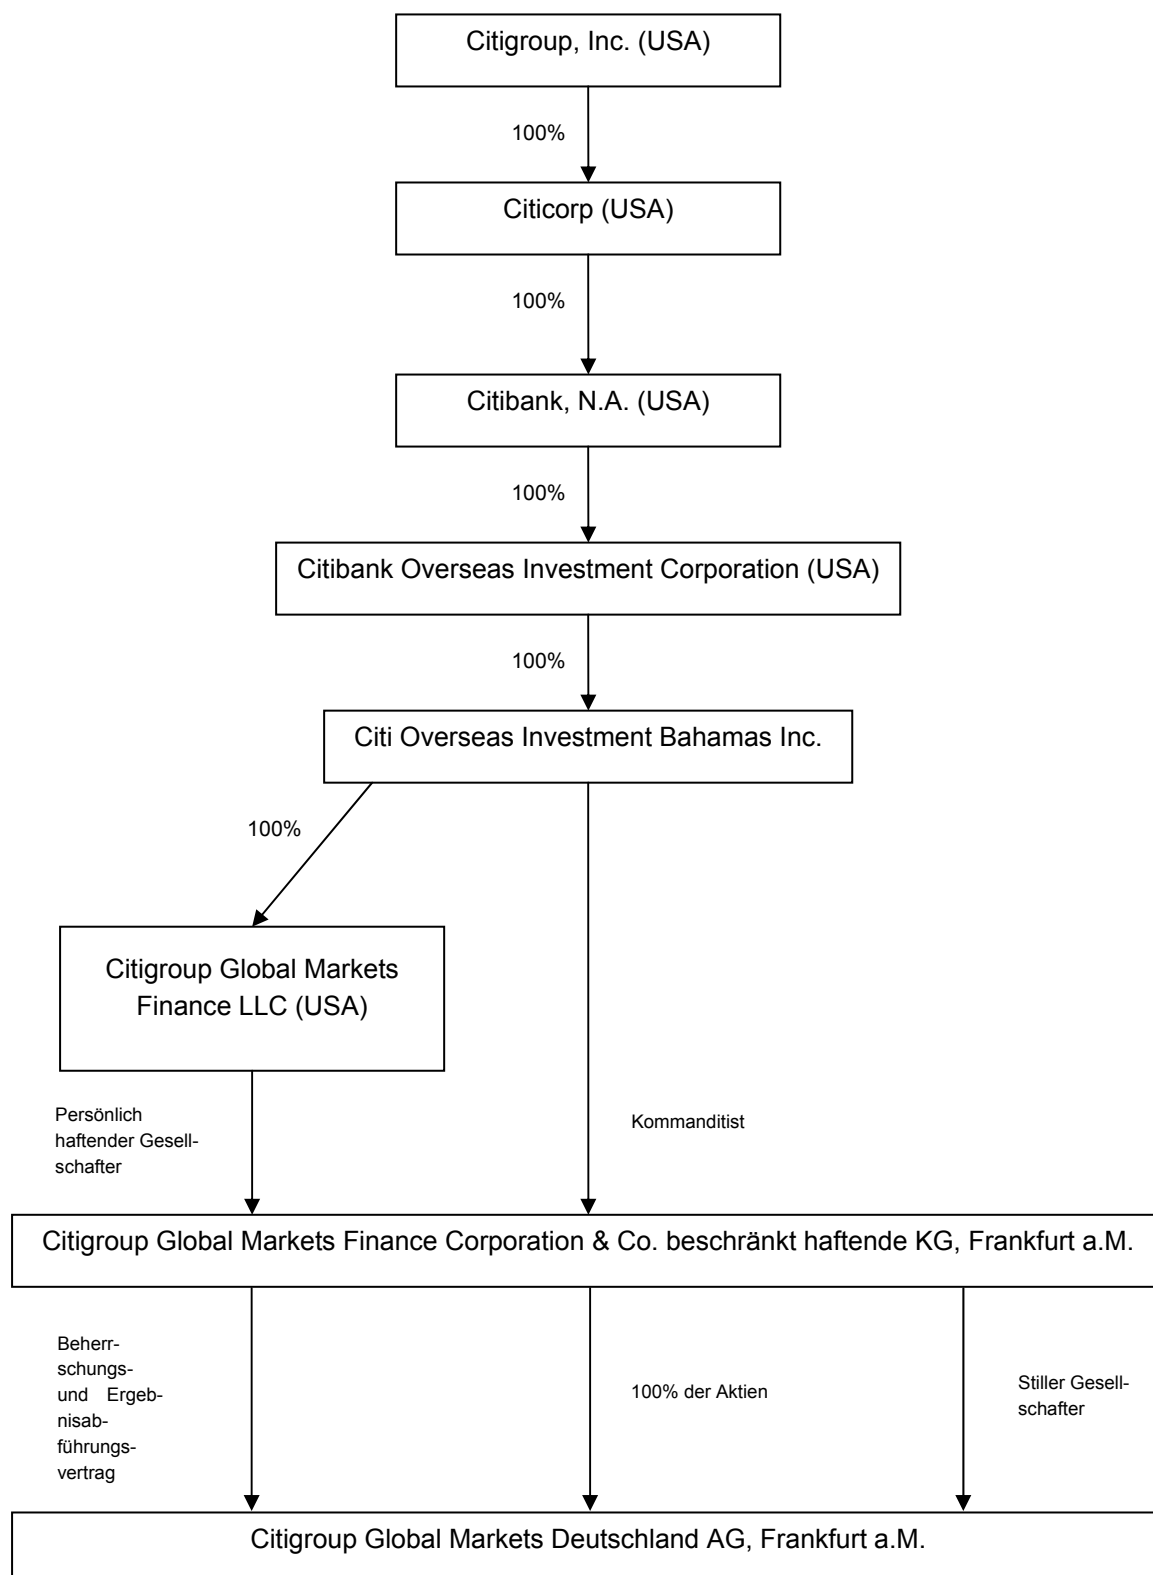 Citigroup, Inc. (USA)
100%
Citicorp (USA)
100%
Citibank, N.A. (USA)
100%
Citibank Overseas Investment Corporation (USA)
100%
Citi Overseas Investment Bahamas Inc.
100%
Citigroup Global Markets
Finance LLC (USA)
Persönlich
haftender Gesell-
schafter
Kommanditist
Citigroup Global Markets Finance Corporation & Co. beschränkt haftende KG, Frankfurt a.M.
Beherr-
schungs-
und Ergeb-
nisab-
führungs-
vertrag
100% der Aktien
Stiller Gesell-
schafter
Citigroup Global Markets Deutschland AG, Frankfurt a.M.